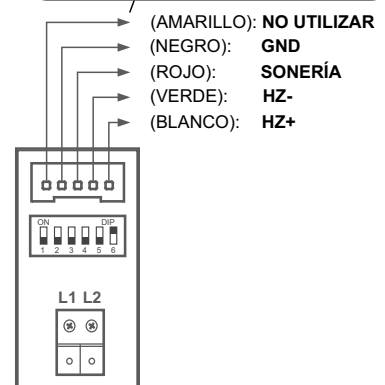 (AMARILLO): NO UTILIZAR
(NEGRO): GND
(ROJO): SONERÍA
(VERDE): HZ-
(BLANCO): HZ+
ON DIP
1 2 3 4 5 6
L1 L2